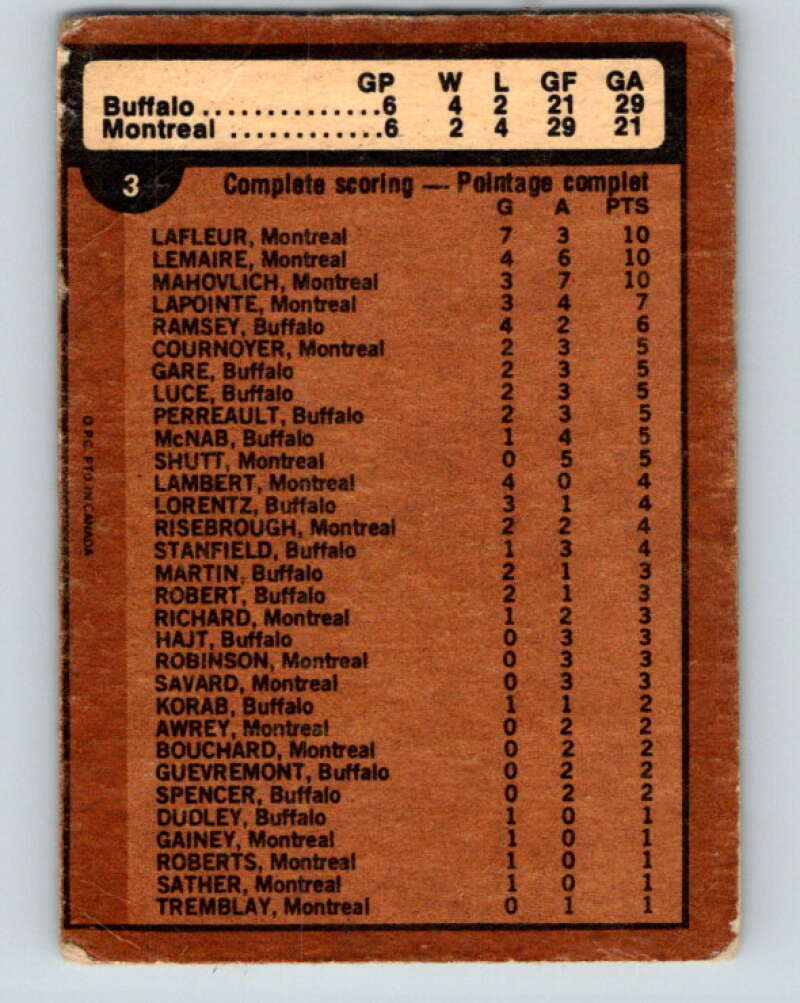 GP W L GF GA
Buffalo ..............6 4 2 21 29
Montreal ............6 2 4 29 21
3 Complete scoring — Pointage complet
G A PTS
LAFLEUR, Montreal 7 3 10
LEMAIRE, Montreal 4 6 10
MAHOVLICH, Montreal 3 7 10
LAPOINTE, Montreal 3 4 7
RAMSEY, Buffalo 4 2 6
COURNOYER, Montreal 2 3 5
GARE, Buffalo 2 3 5
LUCE, Buffalo 2 3 5
PERREAULT, Buffalo 2 3 5
McNAB, Buffalo 1 4 5
SHUTT, Montreal 0 5 5
LAMBERT, Montreal 4 0 4
LORENTZ, Buffalo 3 1 4
RISEBROUGH, Montreal 2 2 4
STANFIELD, Buffalo 1 3 4
MARTIN, Buffalo 2 1 3
ROBERT, Buffalo 2 1 3
RICHARD, Montreal 1 2 3
HAJT, Buffalo 0 3 3
ROBINSON, Montreal 0 3 3
SAVARD, Montreal 0 3 3
KORAB, Buffalo 1 1 2
AWREY, Montreal 0 2 2
BOUCHARD, Montreal 0 2 2
GUEVREMONT, Buffalo 0 2 2
SPENCER, Buffalo 0 2 2
DUDLEY, Buffalo 1 0 1
GAINEY, Montreal 1 0 1
ROBERTS, Montreal 1 0 1
SATHER, Montreal 1 0 1
TREMBLAY, Montreal 0 1 1
O.P.C. PTD. IN CANADA